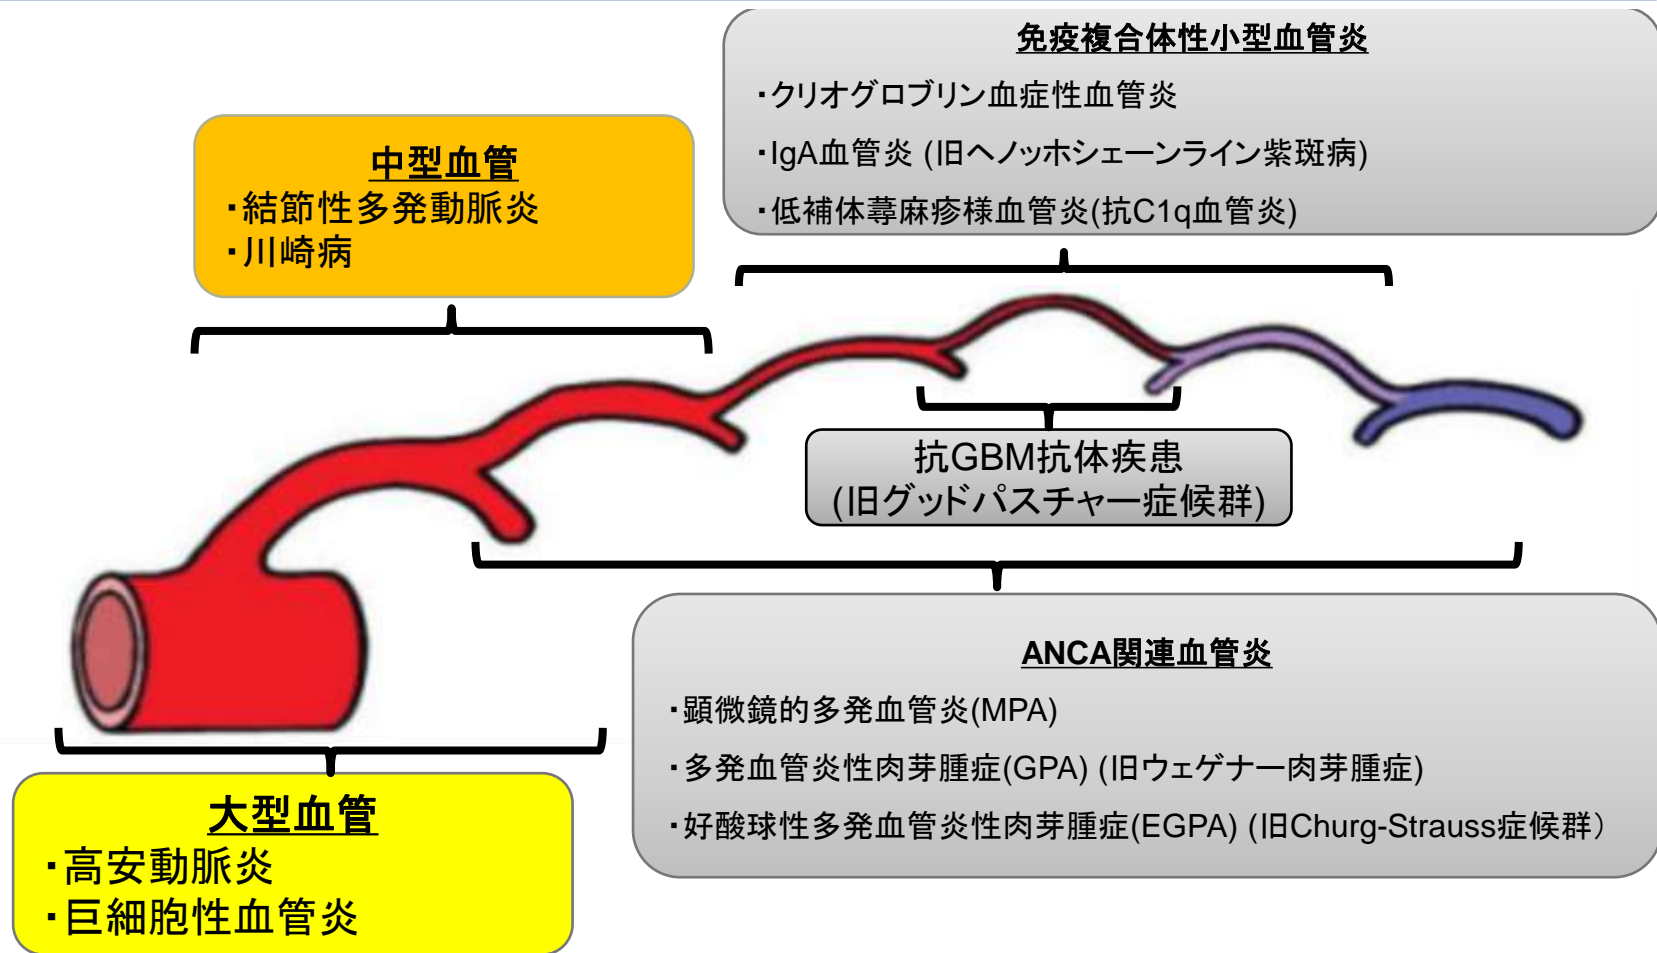 免疫複合体性小型血管炎
・クリオグロブリン血症性血管炎
・IgA血管炎 (旧ヘノッホシェーンライン紫斑病)
・低補体蕁麻疹様血管炎(抗C1q血管炎)
中型血管
・結節性多発動脈炎
・川崎病
抗GBM抗体疾患
(旧グッドパスチャー症候群)
ANCA関連血管炎
・顕微鏡的多発血管炎(MPA)
・多発血管炎性肉芽腫症(GPA) (旧ウェゲナー肉芽腫症)
・好酸球性多発血管炎性肉芽腫症(EGPA) (旧Churg-Strauss症候群）
大型血管
・高安動脈炎
・巨細胞性血管炎